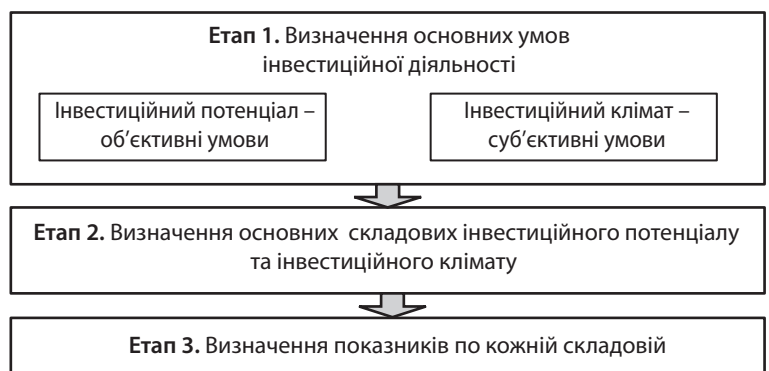 Етап 1. Визначення основних умов
інвестиційної діяльності
Інвестиційний потенціал –
об’єктивні умови
Інвестиційний клімат –
суб’єктивні умови
Етап 2. Визначення основних складових інвестиційного потенціалу
та інвестиційного клімату
Етап 3. Визначення показників по кожній складовій